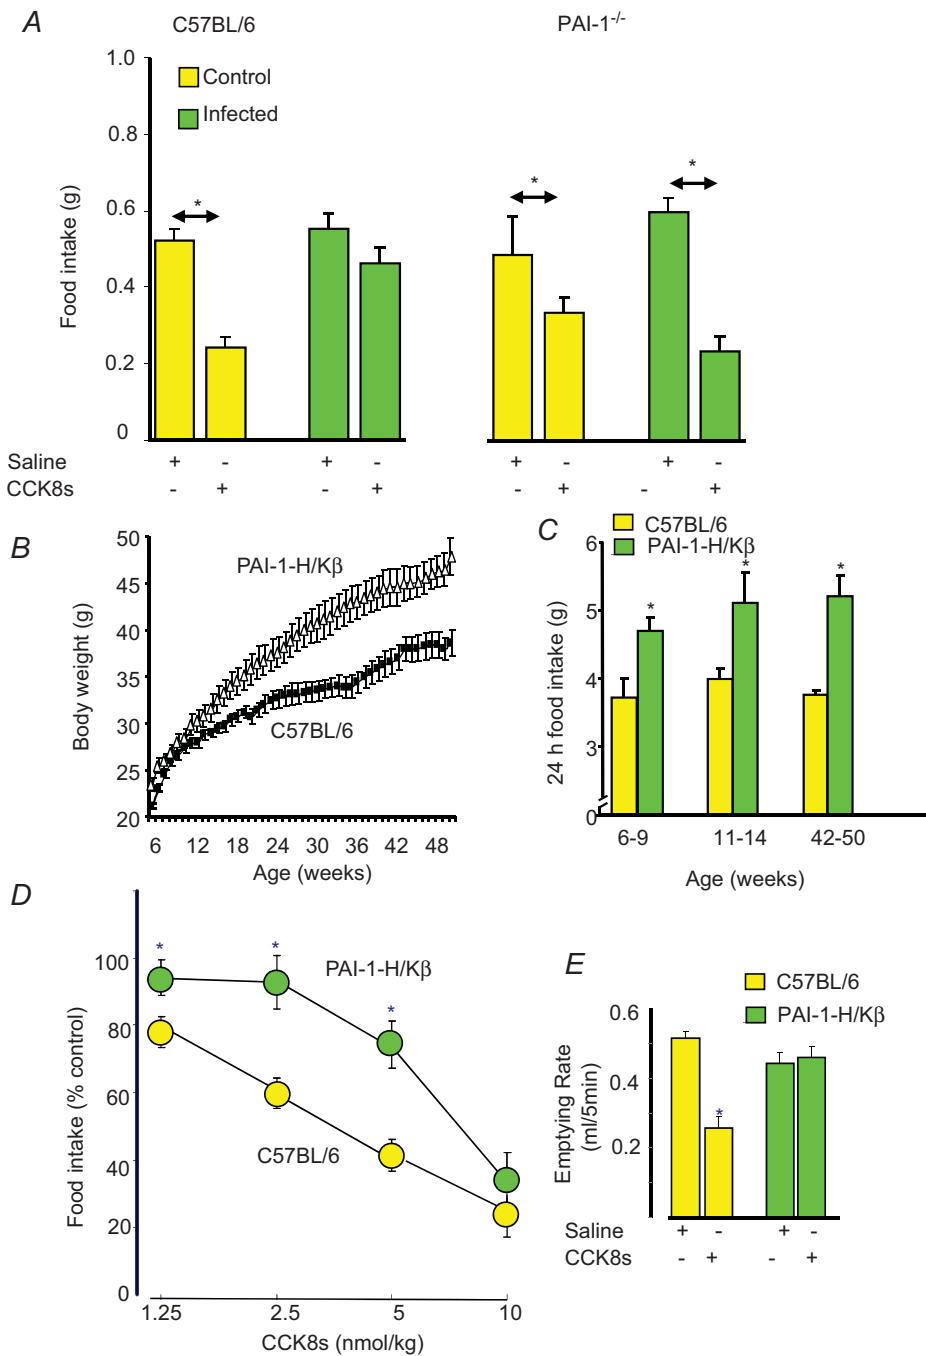 A
C57BL/6
PAI-1-/-
1.0
0.8
0.6
0.4
0.2
0
Food intake (g)
Control
Infected
*
*
*
Saline
+ - + - + - + -
CCK8s
- + - + - + - +
B
50
45
40
35
30
25
20
Body weight (g)
PAI-1-H/Kβ
C57BL/6
6 12 18 24 30 36 42 48
Age (weeks)
C
C57BL/6
PAI-1-H/Kβ
6
5
4
3
0
24 h food intake (g)
*
*
*
6-9 11-14 42-50
Age (weeks)
D
100
80
60
40
20
0
Food intake (% control)
*
*
*
PAI-1-H/Kβ
C57BL/6
1.25 2.5 5 10
CCK8s (nmol/kg)
E
C57BL/6
PAI-1-H/Kβ
0.6
0.4
0.2
Emptying Rate
(ml/5min)
*
Saline
+ - + -
CCK8s
- + - +